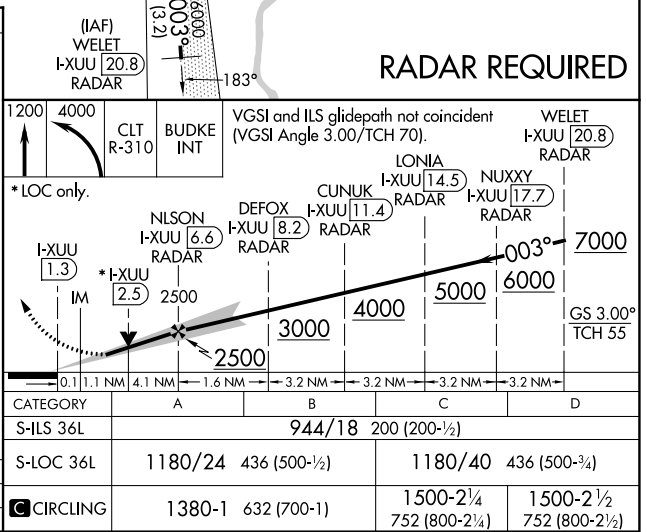 (IAF)
WELET
I-XUU 20.8
RADAR
003°
(3.2)
6000
183°
RADAR REQUIRED
1200
4000
CLT
R-310
BUDKE
INT
VGSI and ILS glidepath not coincident
(VGSI Angle 3.00/TCH 70).
WELET
I-XUU 20.8
RADAR
* LOC only.
LONIA
I-XUU 14.5
RADAR
NUXXY
I-XUU 17.7
RADAR
CUNUK
I-XUU 11.4
RADAR
DEFOX
I-XUU 8.2
RADAR
NLSON
I-XUU 6.6
RADAR
I-XUU
1.3
* I-XUU
2.5
IM
2500
003°
7000
6000
5000
4000
3000
2500
GS 3.00°
TCH 55
0.1 1.1 NM 4.1 NM 1.6 NM 3.2 NM 3.2 NM 3.2 NM 3.2 NM
CATEGORY A B C D
S-ILS 36L 944/18 200 (200-½)
S-LOC 36L 1180/24 436 (500-½) 1180/40 436 (500-¾)
C CIRCLING 1380-1 632 (700-1) 1500-2¼ 752 (800-2¼) 1500-2½ 752 (800-2½)